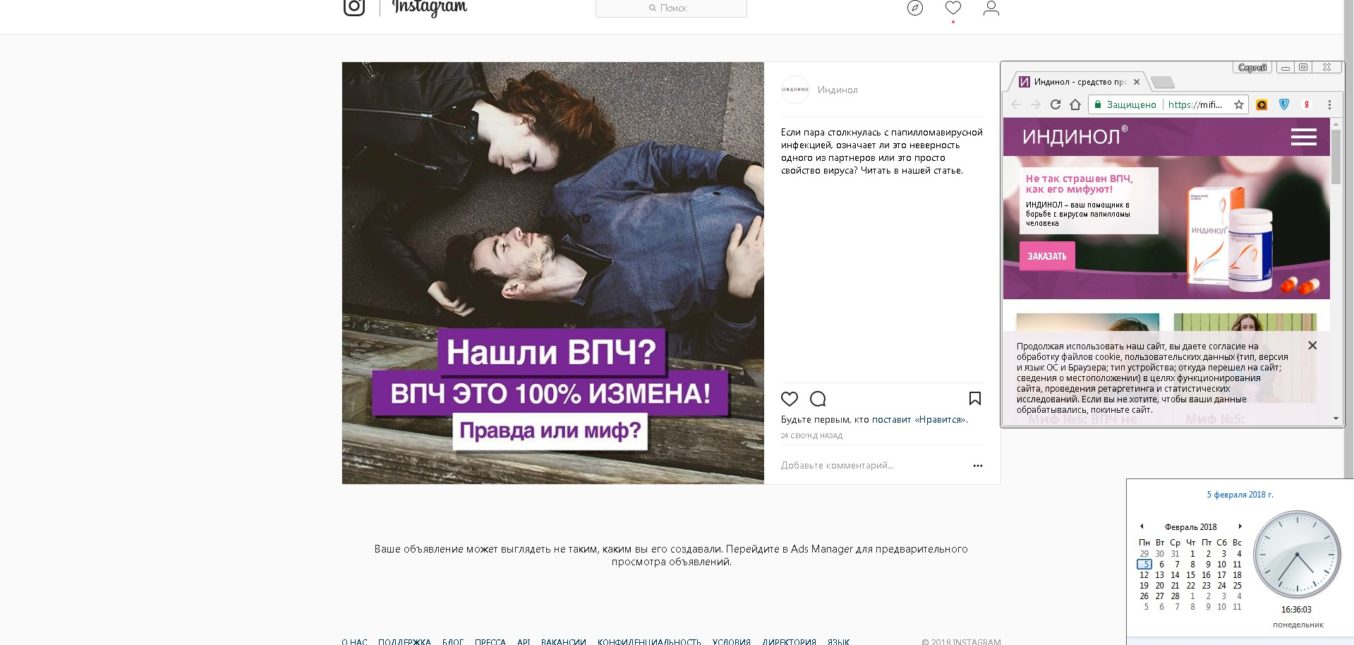 Instagram
Поиск
Нашли ВПЧ?
ВПЧ ЭТО 100% ИЗМЕНА!
Правда или миф?
Индинол
Если пара столкнулась с папилломавирусной
инфекцией, означает ли это неверность
одного из партнеров или это просто
свойство вируса? Читать в нашей статье.
Будьте первым, кто поставит «Нравится».
24 СЕКУНД НАЗАД
Добавьте комментарий...
Сергей
Индинол - средство про
Защищено
https://mifi...
ИНДИНОЛ®
Не так страшен ВПЧ,
как его мифуют!
ИНДИНОЛ – ваш помощник в
борьбе с вирусом папилломы
человека
ЗАКАЗАТЬ
ИНДИНОЛ
Продолжая использовать наш сайт, вы даете согласие на
обработку файлов cookie, пользовательских данных (тип, версия
и язык ОС и Браузера; тип устройства; откуда перешел на сайт;
сведения о местоположении) в целях функционирования
сайта, проведения ретаргетинга и статистических
исследований. Если вы не хотите, чтобы ваши данные
обрабатывались, покиньте сайт.
Миф №6: ВПЧ не
Миф №5:
Ваше объявление может выглядеть не таким, каким вы его создавали. Перейдите в Ads Manager для предварительного
просмотра объявлений.
5 февраля 2018 г.
Февраль 2018
Пн Вт Ср Чт Пт Сб Вс
29 30 31 1 2 3 4
5 6 7 8 9 10 11
12 13 14 15 16 17 18
19 20 21 22 23 24 25
26 27 28 1 2 3 4
5 6 7 8 9 10 11
16:36:03
понедельник
О НАС ПОДДЕРЖКА БЛОГ ПРЕССА API ВАКАНСИИ КОНФИДЕНЦИАЛЬНОСТЬ УСЛОВИЯ ДИРЕКТОРИЯ ЯЗЫК
© 2018 INSTAGRAM